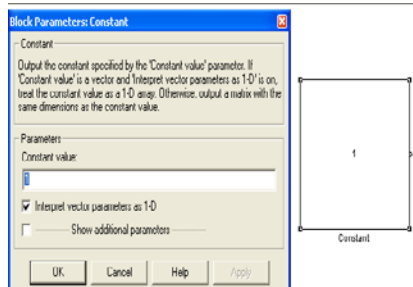 Block Parameters: Constant
Constant
Output the constant specified by the 'Constant value' parameter. If
'Constant value' is a vector and 'Interpret vector parameters as 1-D' is on,
treat the constant value as a 1-D array. Otherwise, output a matrix with the
same dimensions as the constant value.
Parameters
Constant value:
1
Interpret vector parameters as 1-D
Show additional parameters
OK Cancel Help Apply
1
Constant